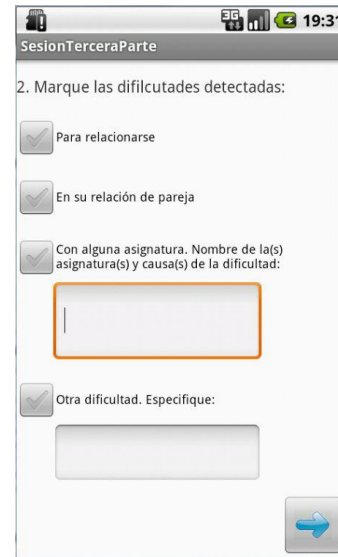 3G 19:31
SesionTerceraParte
2. Marque las difilcutades detectadas:
Para relacionarse
En su relación de pareja
Con alguna asignatura. Nombre de la(s)
asignatura(s) y causa(s) de la dificultad:
Otra dificultad. Especifique: